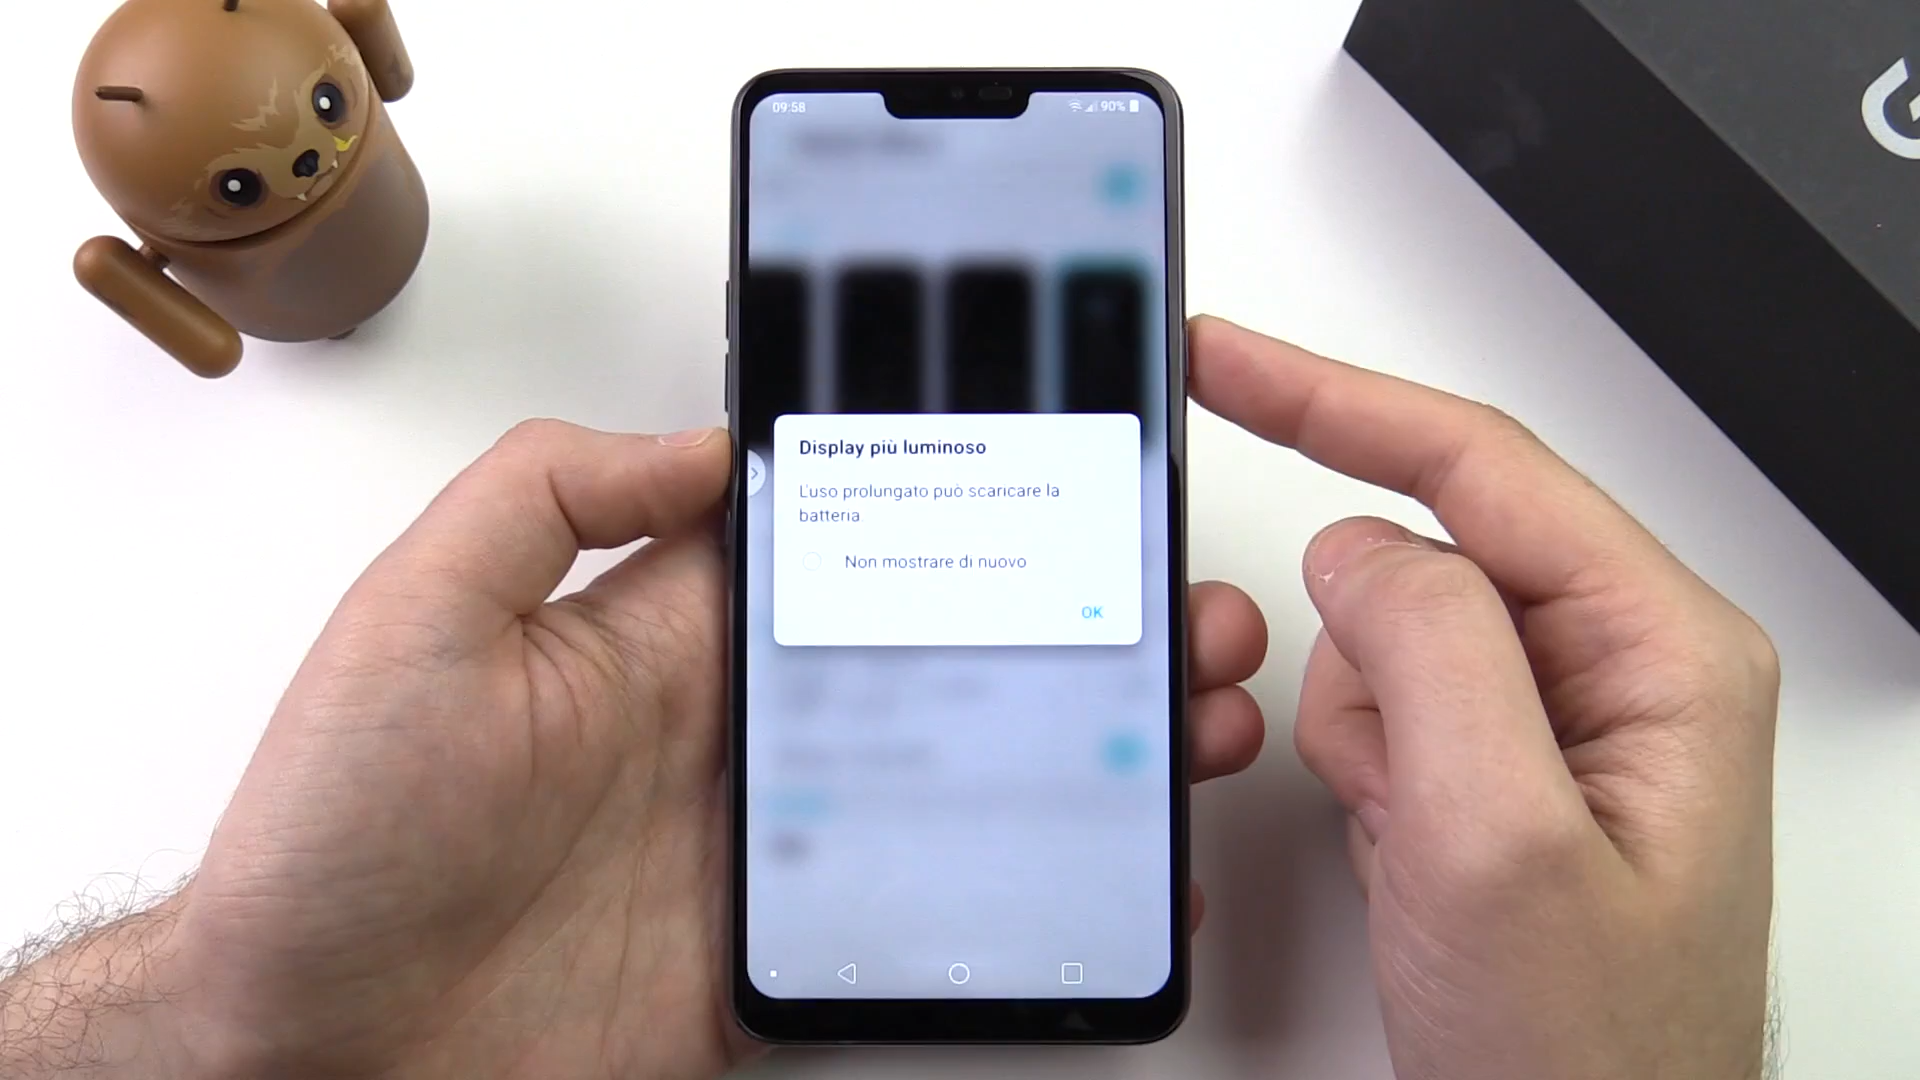 09:58
90%
Display più luminoso
L'uso prolungato può scaricare la
batteria.
Non mostrare di nuovo
OK